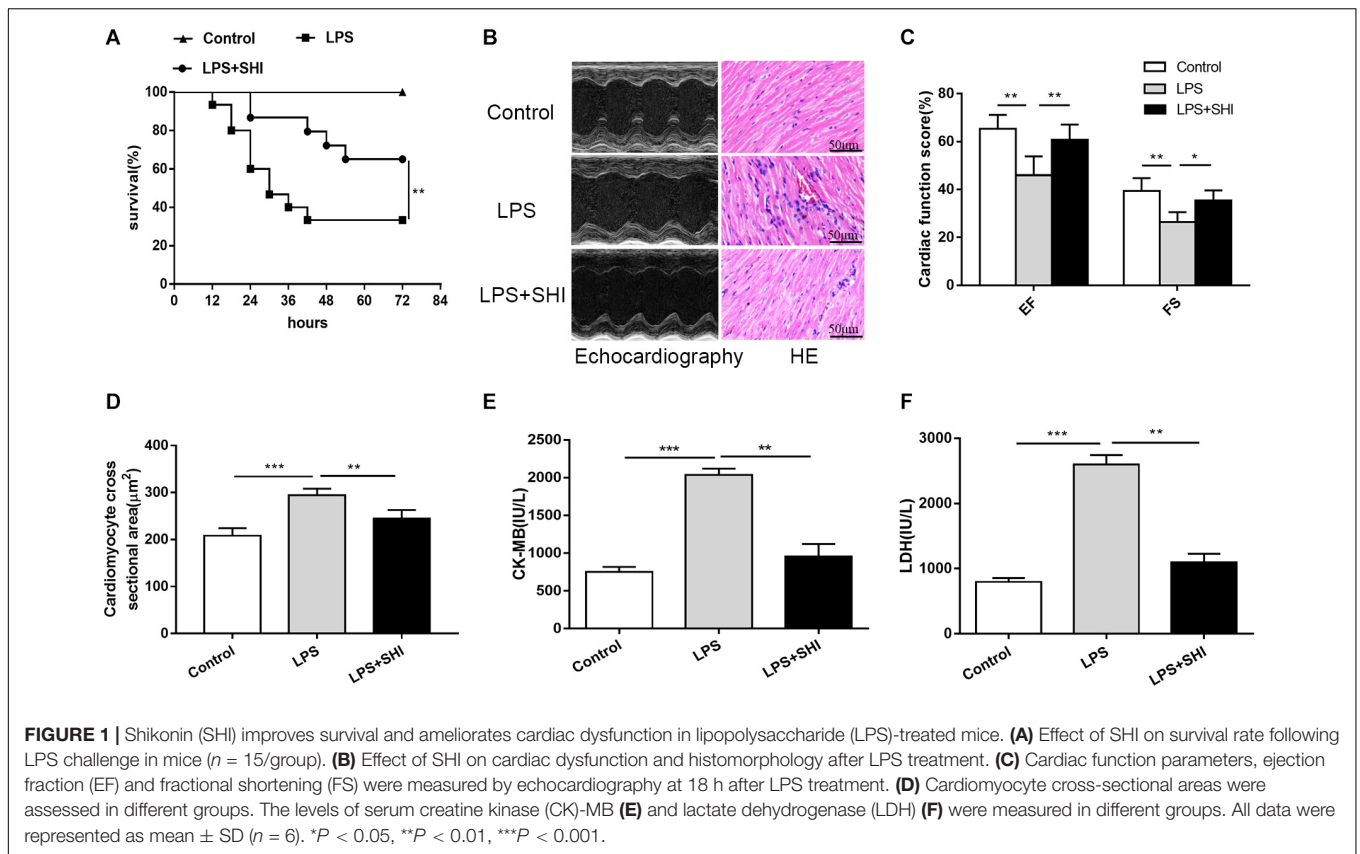 A
Control LPS
LPS+SHI
survival(%)
100
80
60
40
20
0
**
0 12 24 36 48 60 72 84
hours
B
Control
LPS
LPS+SHI
50μm
50μm
50μm
Echocardiography HE
C
Control
LPS
LPS+SHI
Cardiac function score(%)
80
60
40
20
0
** **
** *
EF FS
D
Cardiomyocyte cross
sectional area(μm²)
400
300
200
100
0
*** **
Control LPS LPS+SHI
E
CK-MB(IU/L)
2500
2000
1500
1000
500
0
*** **
Control LPS LPS+SHI
F
LDH(IU/L)
3000
2000
1000
0
*** **
Control LPS LPS+SHI
FIGURE 1 | Shikonin (SHI) improves survival and ameliorates cardiac dysfunction in lipopolysaccharide (LPS)-treated mice. (A) Effect of SHI on survival rate following
LPS challenge in mice (n = 15/group). (B) Effect of SHI on cardiac dysfunction and histomorphology after LPS treatment. (C) Cardiac function parameters, ejection
fraction (EF) and fractional shortening (FS) were measured by echocardiography at 18 h after LPS treatment. (D) Cardiomyocyte cross-sectional areas were
assessed in different groups. The levels of serum creatine kinase (CK)-MB (E) and lactate dehydrogenase (LDH) (F) were measured in different groups. All data were
represented as mean ± SD (n = 6). *P < 0.05, **P < 0.01, ***P < 0.001.